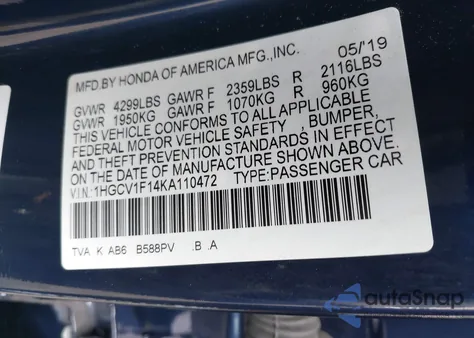 MFD.BY HONDA OF AMERICA MFG.,INC. 05/'19
GVWR 4299LBS GAWR F 2359LBS R 2116LBS
GVWR 1950KG GAWR F 1070KG R 960KG
THIS VEHICLE CONFORMS TO ALL APPLICABLE
FEDERAL MOTOR VEHICLE SAFETY , BUMPER,
AND THEFT PREVENTION STANDARDS IN EFFECT
ON THE DATE OF MANUFACTURE SHOWN ABOVE.
V.I.N.:1HGCV1F14KA110472 TYPE:PASSENGER CAR
TVA K AB6 B588PV :B .A
autoSnap